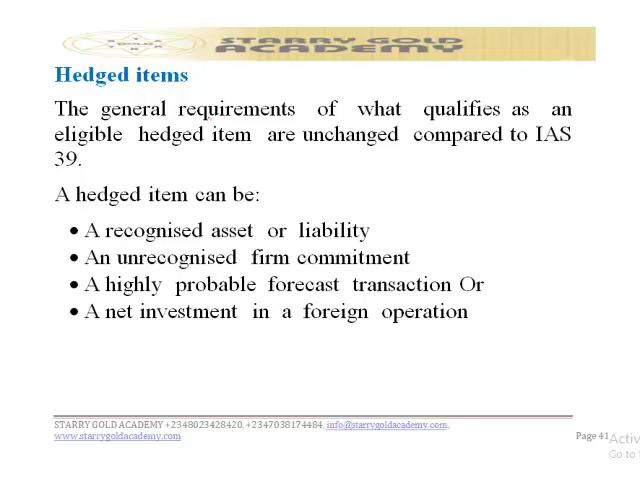 STARRY GOLD
ACADEMY
Hedged items
The general requirements of what qualifies as an
eligible hedged item are unchanged compared to IAS
39.
A hedged item can be:
• A recognised asset or liability
• An unrecognised firm commitment
• A highly probable forecast transaction Or
• A net investment in a foreign operation
STARRY GOLD ACADEMY +2348023428420, +2347038174484, info@starrygoldacademy.com,
www.starrygoldacademy.com Page 41
Activ
Go to S